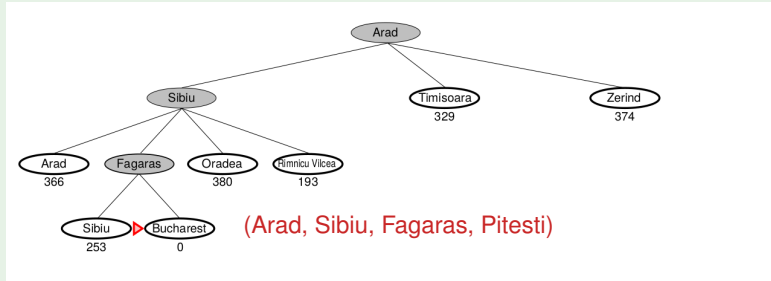 Arad
Sibiu Timisoara Zerind
329 374
Arad Fagaras Oradea Rimnicu Vilcea
366 380 193
Sibiu Bucharest (Arad, Sibiu, Fagaras, Pitesti)
253 0